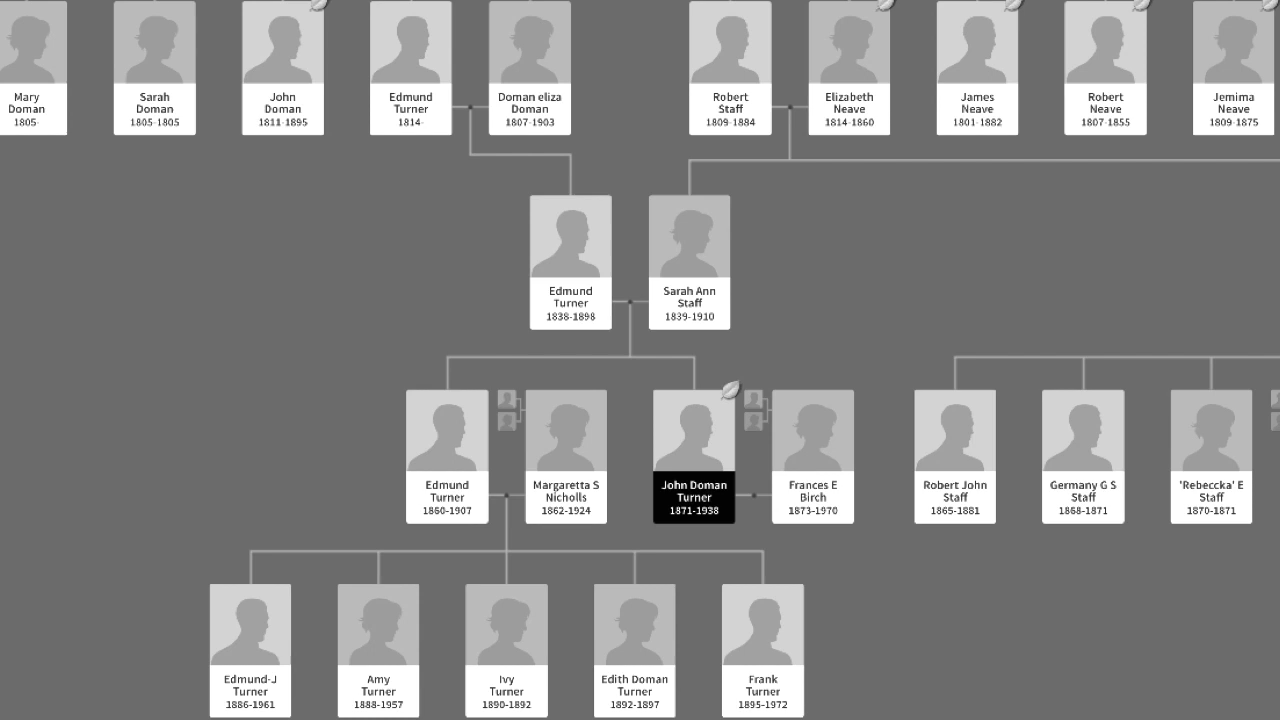 Mary
Doman
1805-
Sarah
Doman
1805-1805
John
Doman
1811-1895
Edmund
Turner
1814-
Doman eliza
Doman
1807-1903
Robert
Staff
1809-1884
Elizabeth
Neave
1814-1860
James
Neave
1801-1882
Robert
Neave
1807-1855
Jemima
Neave
1809-1875
Edmund
Turner
1838-1898
Sarah Ann
Staff
1839-1910
Edmund
Turner
1860-1907
Margaretta S
Nicholls
1862-1924
John Doman
Turner
1871-1938
Frances E
Birch
1873-1970
Robert John
Staff
1865-1881
Germany G S
Staff
1868-1871
'Rebeccka' E
Staff
1870-1871
Edmund-J
Turner
1886-1961
Amy
Turner
1888-1957
Ivy
Turner
1890-1892
Edith Doman
Turner
1892-1897
Frank
Turner
1895-1972